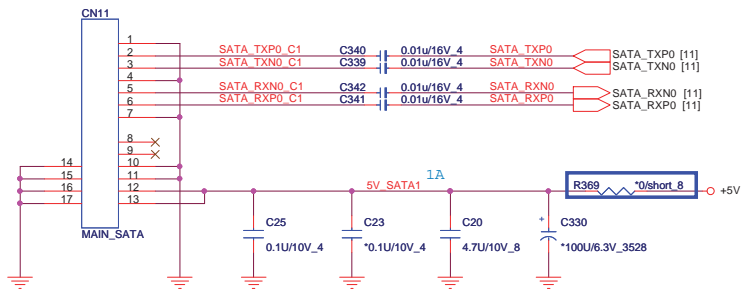 CN11
1
2 SATA_TXP0_C1 C340 0.01u/16V_4 SATA_TXP0 SATA_TXP0 [11]
3 SATA_TXN0_C1 C339 0.01u/16V_4 SATA_TXN0 SATA_TXN0 [11]
4
5 SATA_RXN0_C1 C342 0.01u/16V_4 SATA_RXN0 SATA_RXN0 [11]
6 SATA_RXP0_C1 C341 0.01u/16V_4 SATA_RXP0 SATA_RXP0 [11]
7
8
9
14 10
15 11
16 12 5V_SATA1 1A R369 *0/short_8 +5V
17 13
MAIN_SATA
C25 C23 C20 + C330
0.1U/10V_4 *0.1U/10V_4 4.7U/10V_8 *100U/6.3V_3528